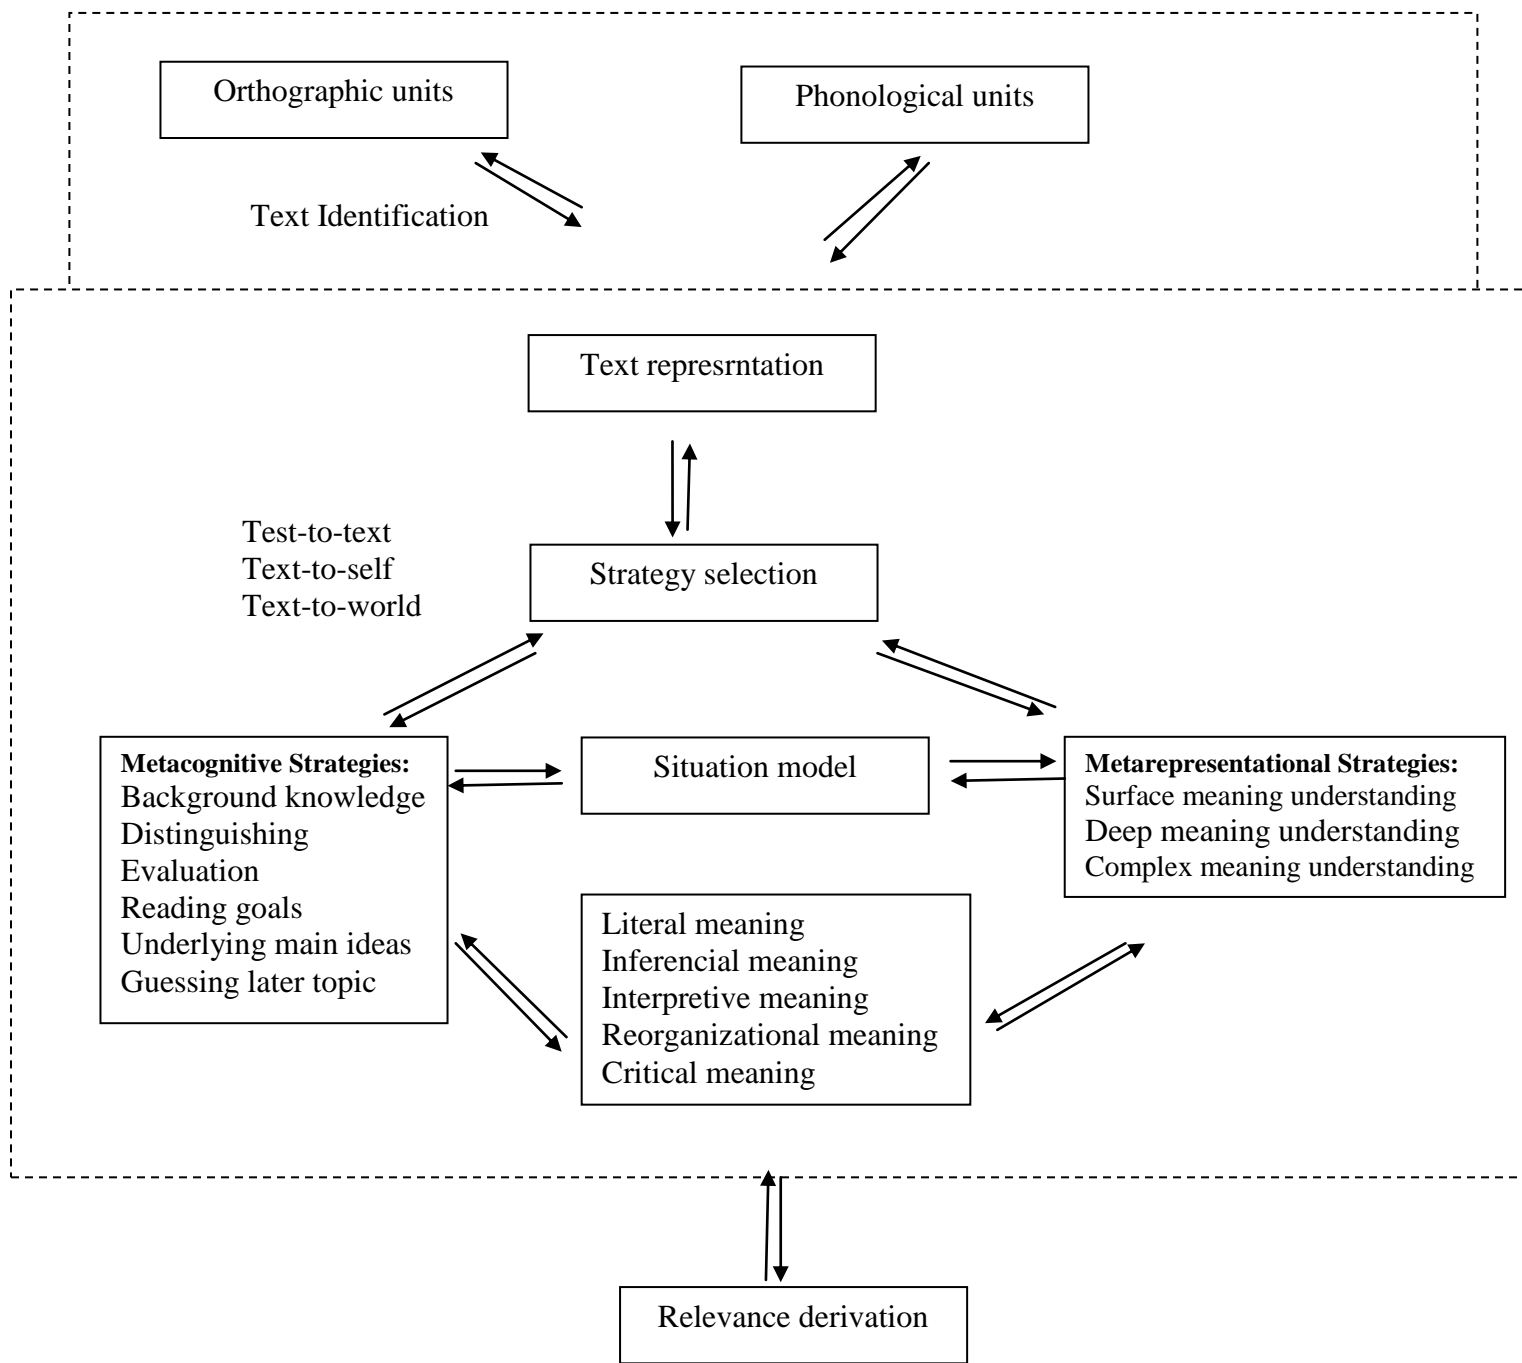 Orthographic units
Phonological units
Text Identification
Text represrntation
Test-to-text
Text-to-self
Text-to-world
Strategy selection
Metacognitive Strategies:
Background knowledge
Distinguishing
Evaluation
Reading goals
Underlying main ideas
Guessing later topic
Situation model
Metarepresentational Strategies:
Surface meaning understanding
Deep meaning understanding
Complex meaning understanding
Literal meaning
Inferencial meaning
Interpretive meaning
Reorganizational meaning
Critical meaning
Relevance derivation